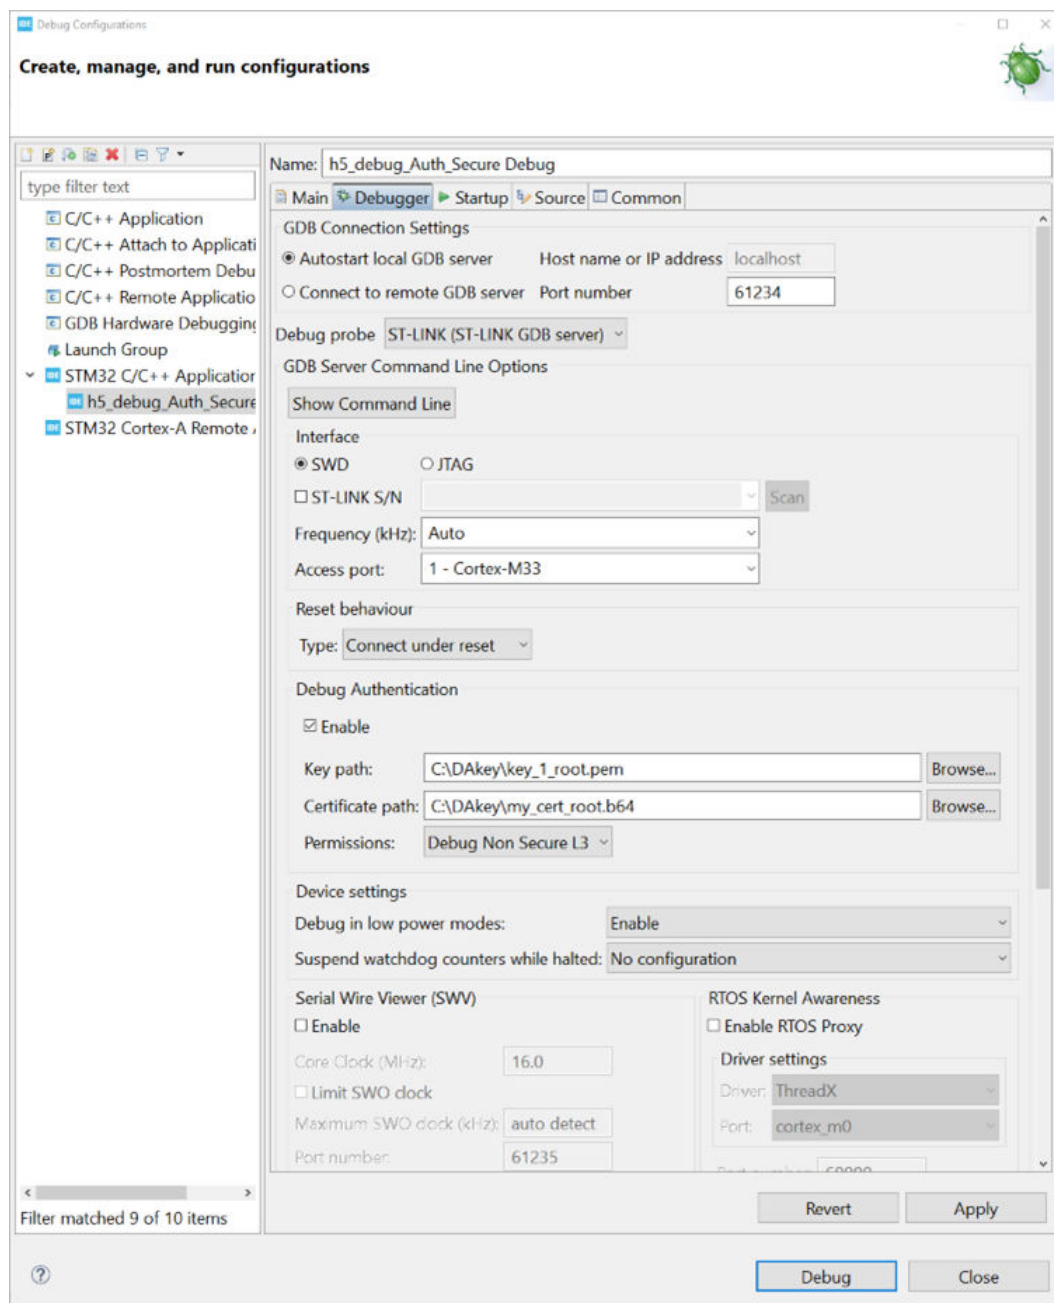 IDE Debug Configurations
Create, manage, and run configurations
type filter text
C/C++ Application
C/C++ Attach to Applicati
C/C++ Postmortem Debu
C/C++ Remote Applicatio
GDB Hardware Debugging
Launch Group
IDE STM32 C/C++ Application
IDE h5_debug_Auth_Secure
IDE STM32 Cortex-A Remote
Filter matched 9 of 10 items
Name: h5_debug_Auth_Secure Debug
Main Debugger Startup Source Common
GDB Connection Settings
Autostart local GDB server Host name or IP address localhost
Connect to remote GDB server Port number 61234
Debug probe ST-LINK (ST-LINK GDB server)
GDB Server Command Line Options
Show Command Line
Interface
SWD JTAG
ST-LINK S/N Scan
Frequency (kHz): Auto
Access port: 1 - Cortex-M33
Reset behaviour
Type: Connect under reset
Debug Authentication
Enable
Key path: C:\DAkey\key_1_root.pem Browse...
Certificate path: C:\DAkey\my_cert_root.b64 Browse...
Permissions: Debug Non Secure L3
Device settings
Debug in low power modes: Enable
Suspend watchdog counters while halted: No configuration
Serial Wire Viewer (SWV)
Enable
Core Clock (MHz): 16.0
Limit SWO clock
Maximum SWO clock (kHz): auto detect
Port number: 61235
RTOS Kernel Awareness
Enable RTOS Proxy
Driver settings
Driver: ThreadX
Port: cortex_m0
Port number: 60000
Revert Apply
Debug Close